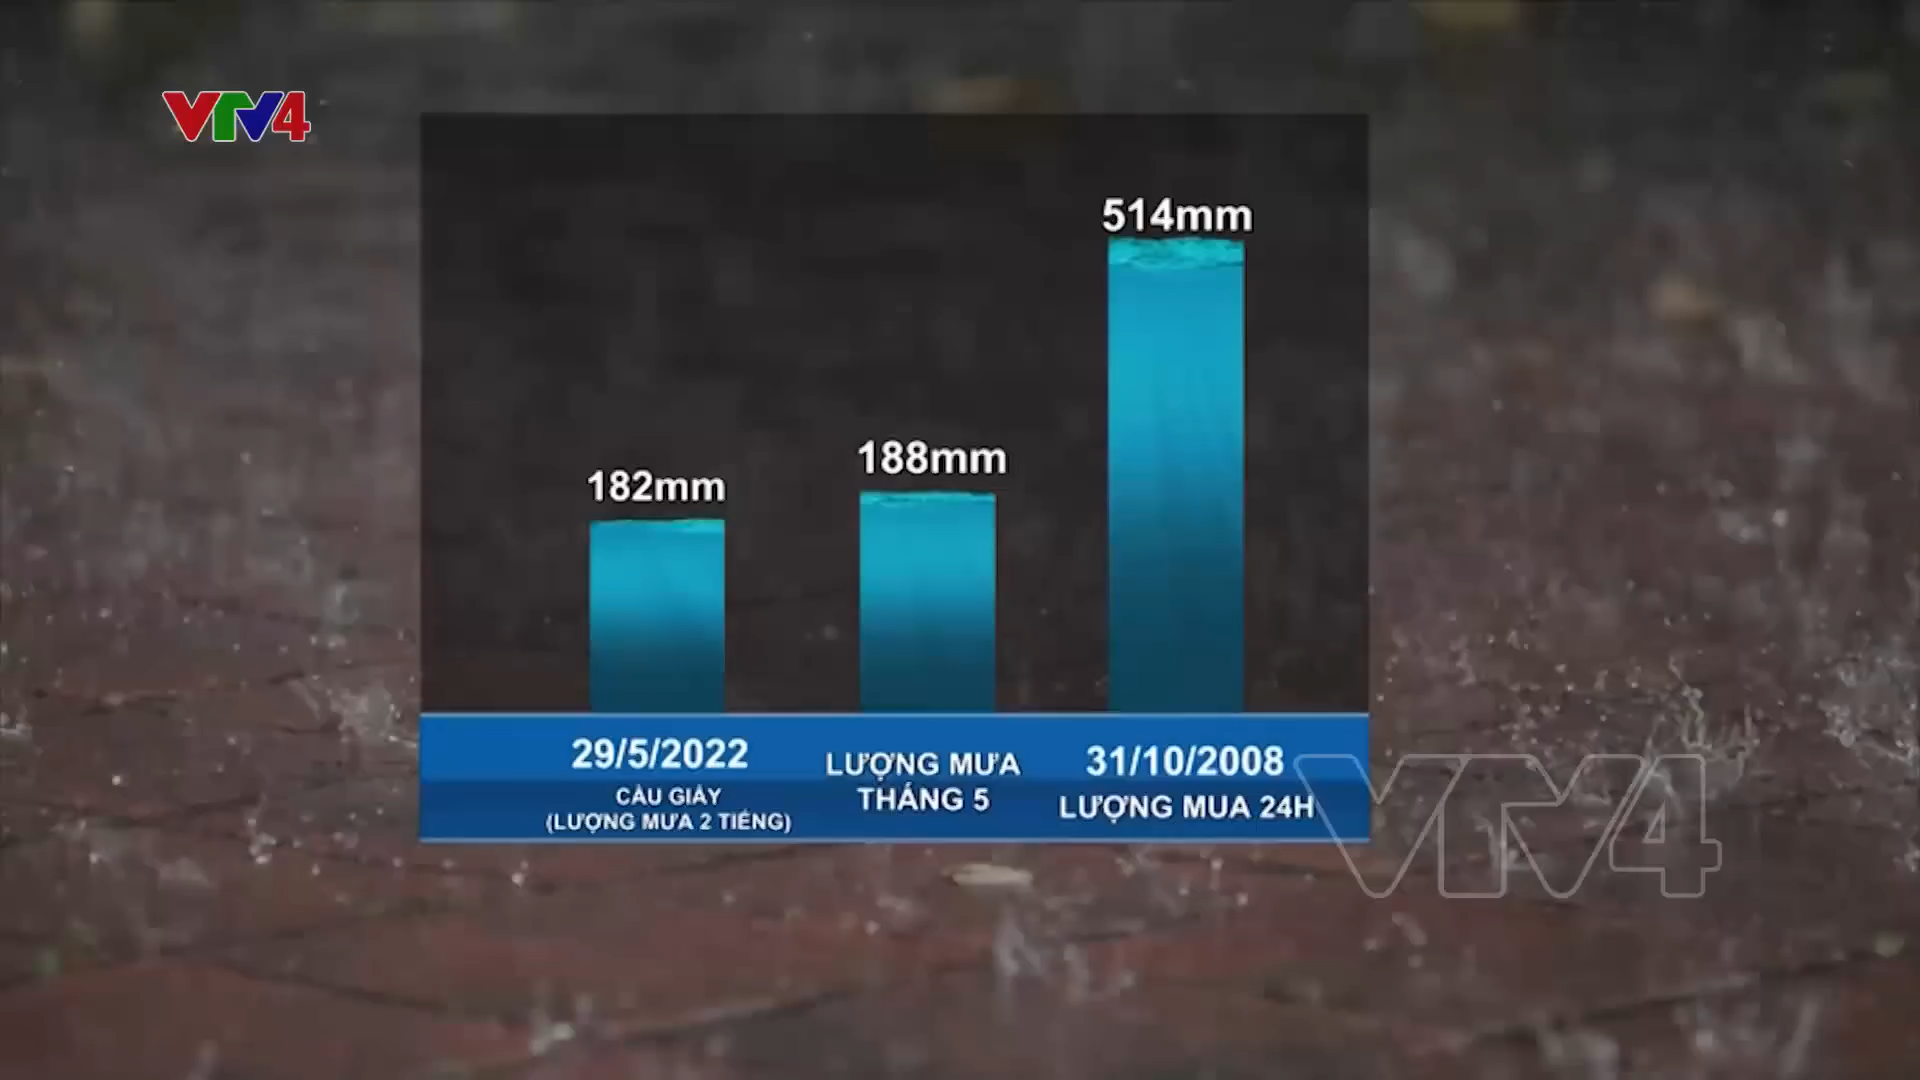 VTV4
514mm
188mm
182mm
29/5/2022
CẦU GIẤY
(LƯỢNG MƯA 2 TIẾNG)
LƯỢNG MƯA
THÁNG 5
31/10/2008
LƯỢNG MUA 24H
VTV4